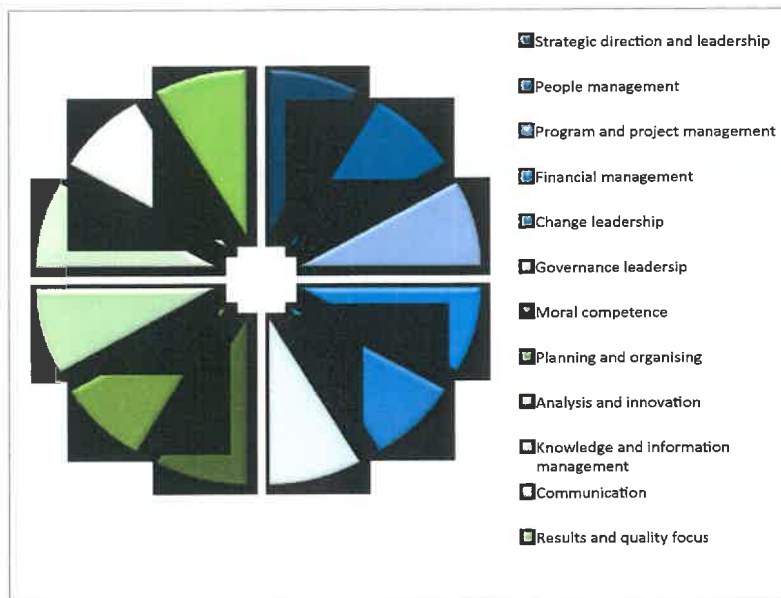 Strategic direction and leadership
People management
Program and project management
Financial management
Change leadership
Governance leadersip
Moral competence
Planning and organising
Analysis and innovation
Knowledge and information
management
Communication
Results and quality focus